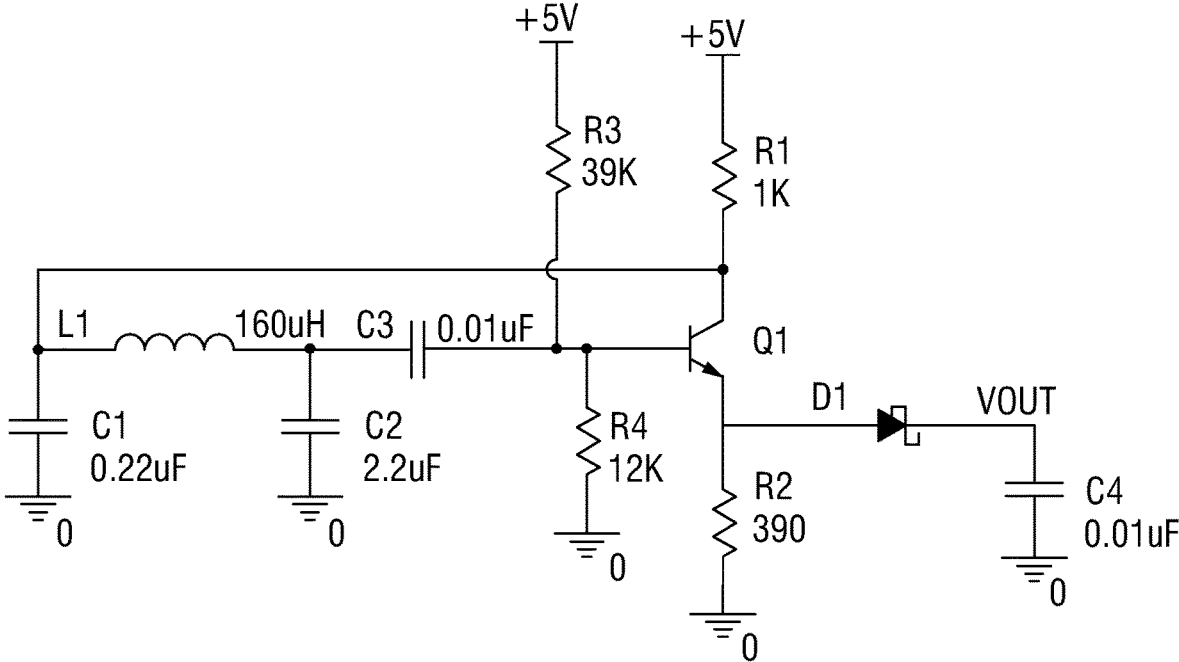 +5V
+5V
R3
39K
R1
1K
L1
160uH
C3
0.01uF
Q1
C1
0.22uF
C2
2.2uF
R4
12K
D1
VOUT
R2
390
C4
0.01uF
0
0
0
0
0